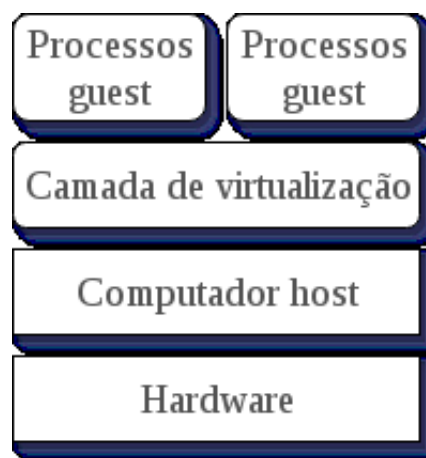 Processos
guest
Processos
guest
Camada de virtualização
Computador host
Hardware